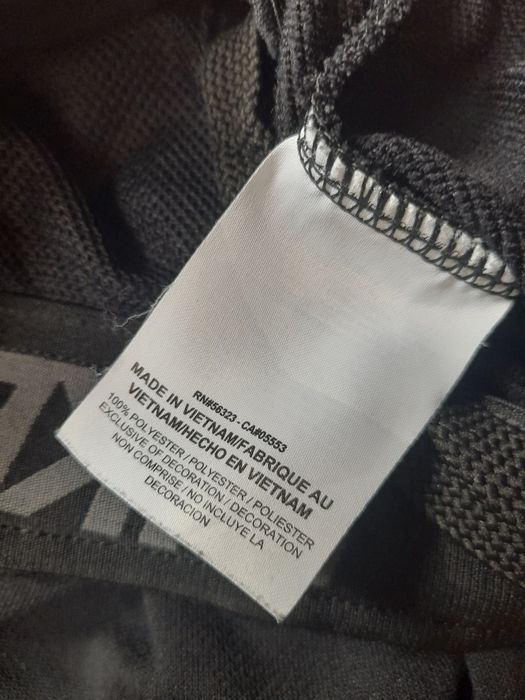 RN#56323 - CA#05553
MADE IN VIETNAM/FABRIQUE AU
VIETNAM/HECHO EN VIETNAM
100% POLYESTER / POLYESTER / POLIESTER
EXCLUSIVE OF DECORATION / DECORATION
NON COMPRISE / NO INCLUYE LA
DECORACION